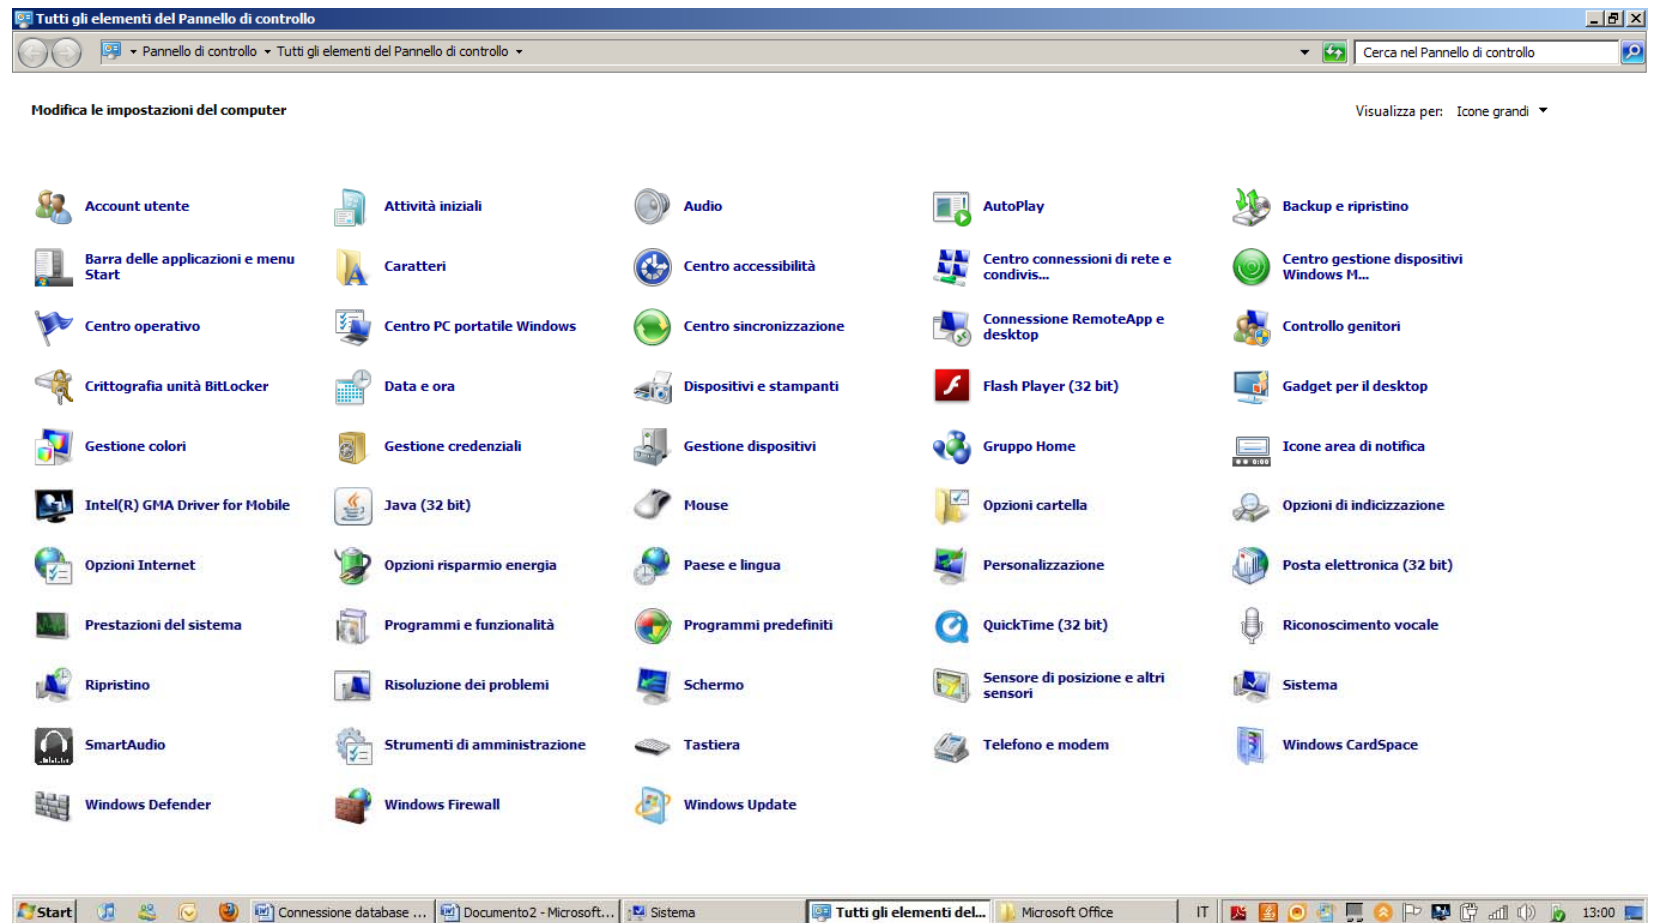 Tutti gli elementi del Pannello di controllo
Pannello di controllo Tutti gli elementi del Pannello di controllo
Cerca nel Pannello di controllo
Modifica le impostazioni del computer
Visualizza per: Icone grandi
Account utente
Attività iniziali
Audio
AutoPlay
Backup e ripristino
Barra delle applicazioni e menu
Start
Caratteri
Centro accessibilità
Centro connessioni di rete e
condivis...
Centro gestione dispositivi
Windows M...
Centro operativo
Centro PC portatile Windows
Centro sincronizzazione
Connessione RemoteApp e
desktop
Controllo genitori
Crittografia unità BitLocker
Data e ora
Dispositivi e stampanti
Flash Player (32 bit)
Gadget per il desktop
Gestione colori
Gestione credenziali
Gestione dispositivi
Gruppo Home
Icone area di notifica
Intel(R) GMA Driver for Mobile
Java (32 bit)
Mouse
Opzioni cartella
Opzioni di indicizzazione
Opzioni Internet
Opzioni risparmio energia
Paese e lingua
Personalizzazione
Posta elettronica (32 bit)
Prestazioni del sistema
Programmi e funzionalità
Programmi predefiniti
QuickTime (32 bit)
Riconoscimento vocale
Ripristino
Risoluzione dei problemi
Schermo
Sensore di posizione e altri
sensori
Sistema
SmartAudio
Strumenti di amministrazione
Tastiera
Telefono e modem
Windows CardSpace
Windows Defender
Windows Firewall
Windows Update
Start
Connessione database ...
Documento2 - Microsoft...
Sistema
Tutti gli elementi del...
Microsoft Office
IT
13:00